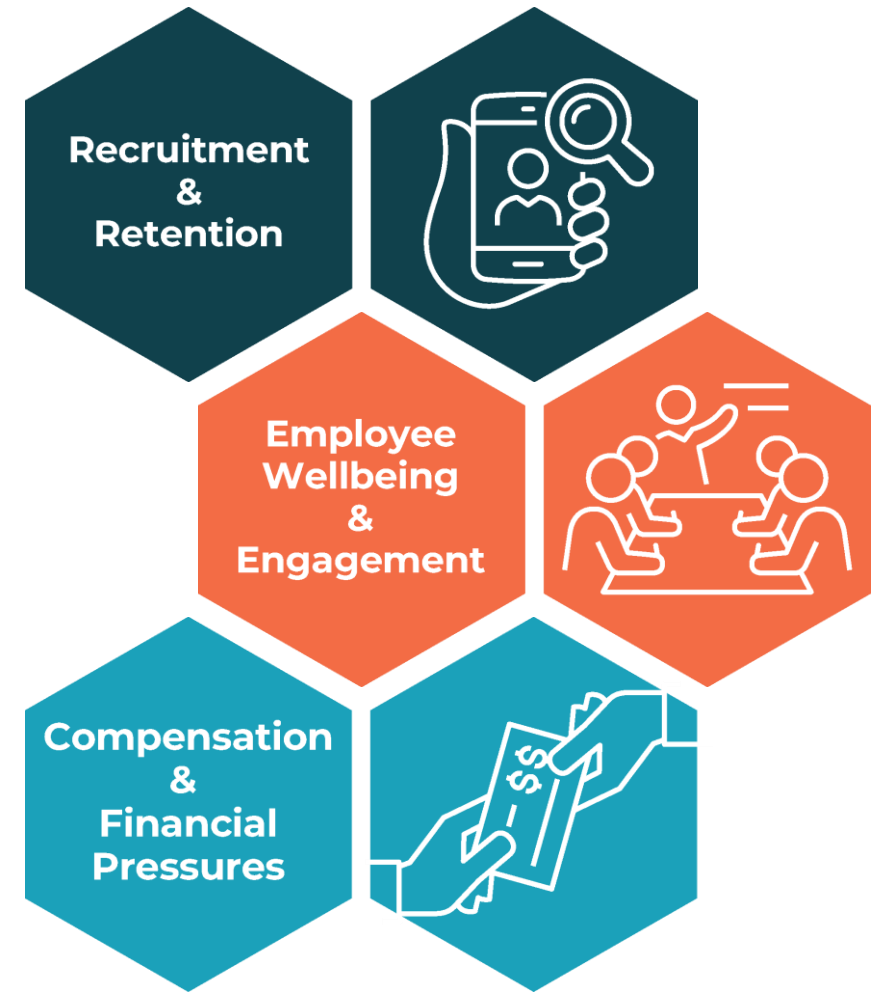 Recruitment
&
Retention
Employee
Wellbeing
&
Engagement
$$
Compensation
&
Financial
Pressures